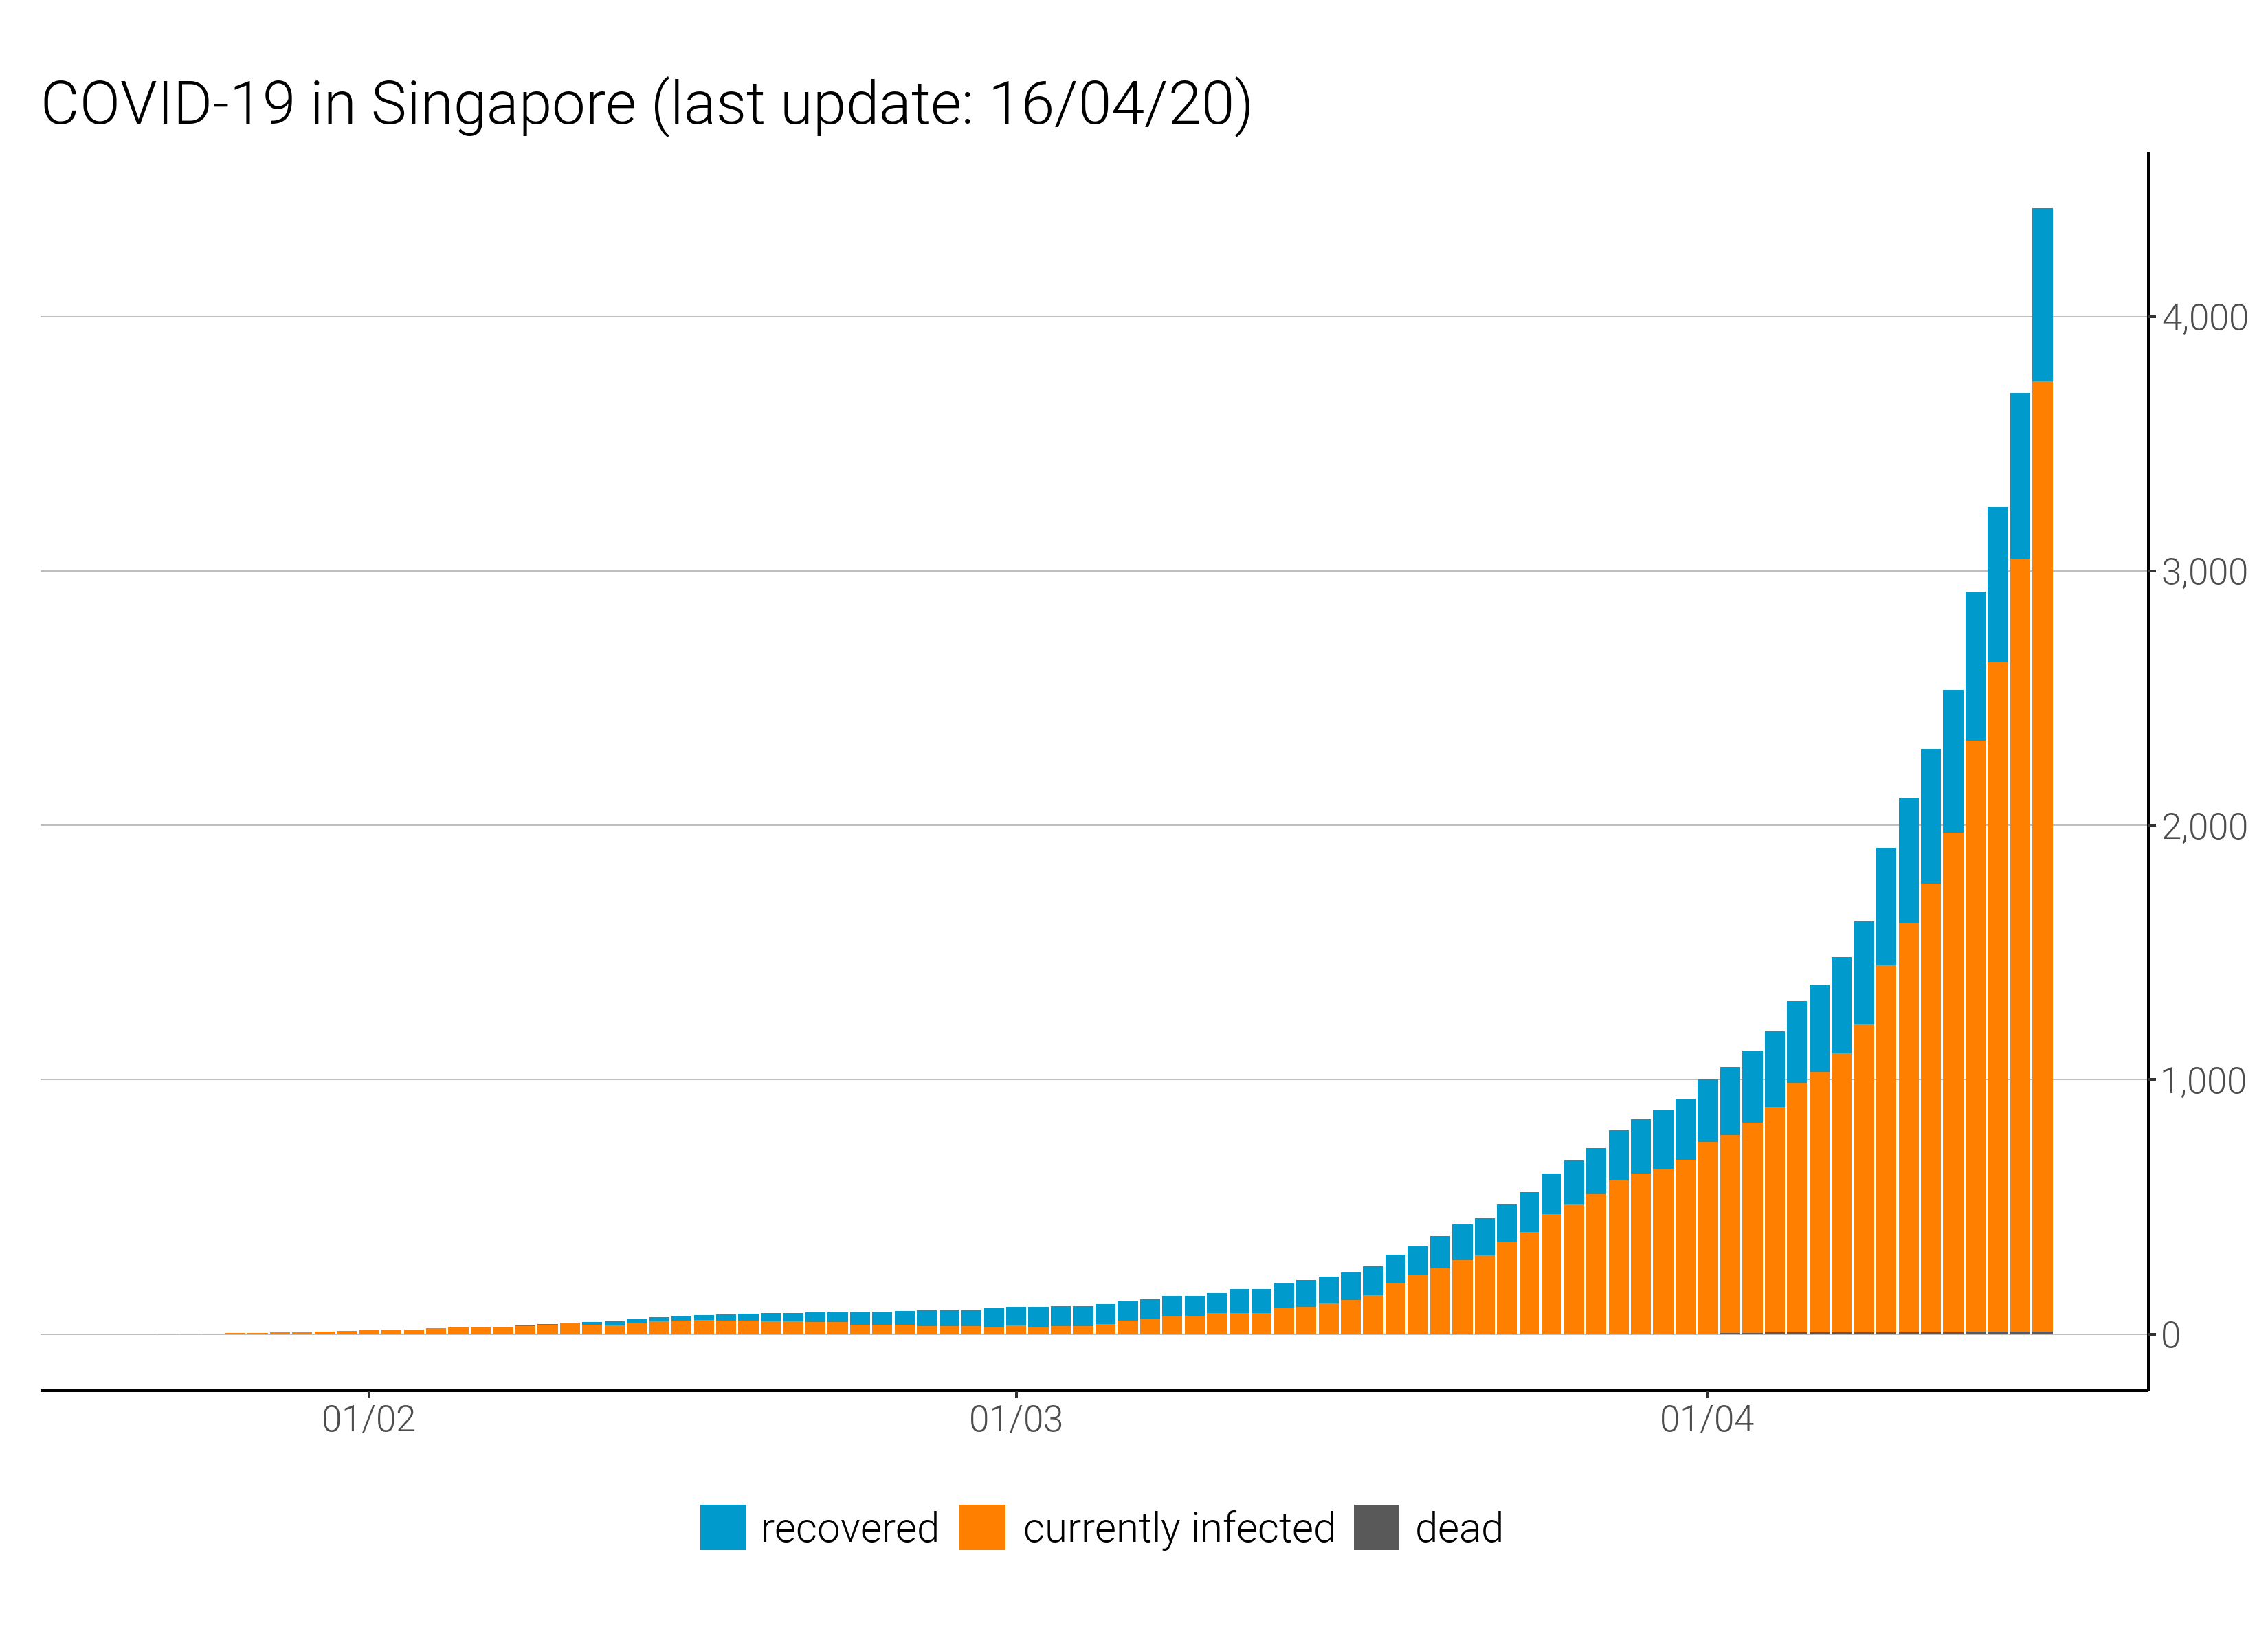 COVID-19 in Singapore (last update: 16/04/20)
4,000
3,000
2,000
1,000
0
01/02 01/03 01/04
recovered currently infected dead